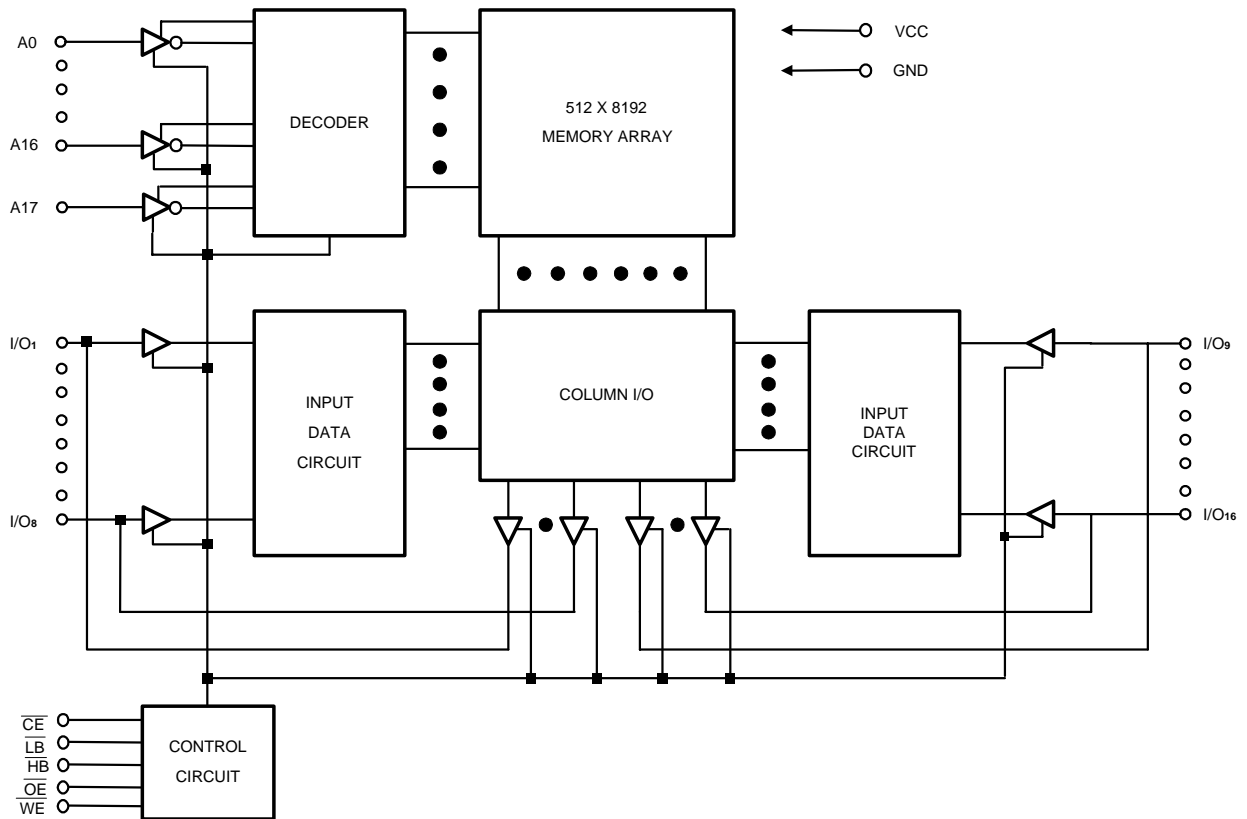 A0
VCC
GND
DECODER
512 X 8192
MEMORY ARRAY
A16
A17
I/O1
I/O9
INPUT
DATA
CIRCUIT
COLUMN I/O
INPUT
DATA
CIRCUIT
I/O8
I/O16
CE
LB
HB
OE
WE
CONTROL
CIRCUIT